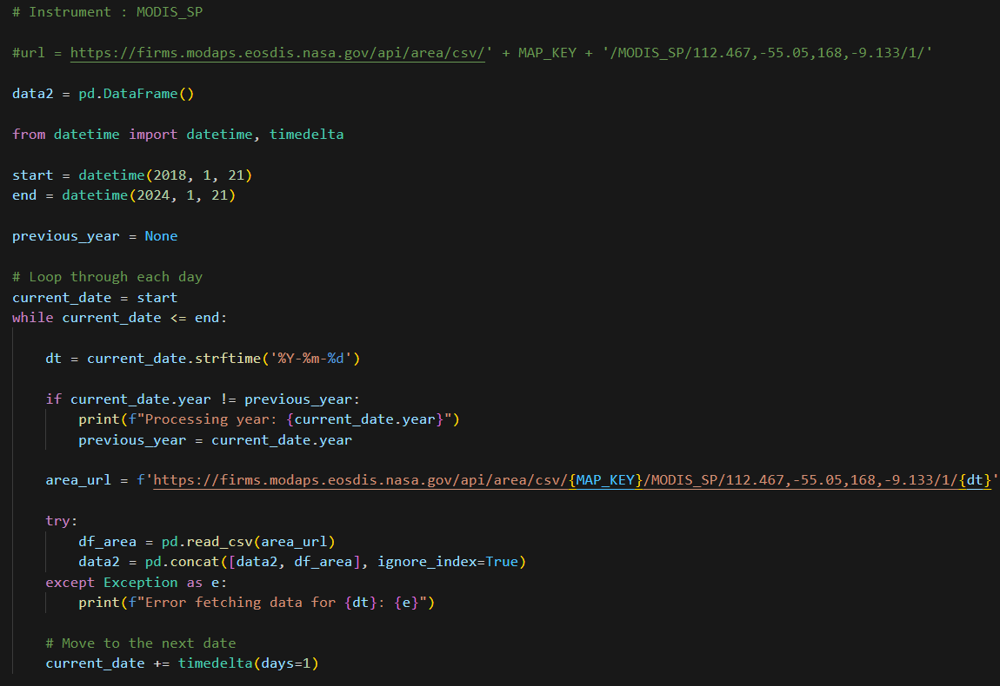 # Instrument : MODIS_SP
#url = https://firms.modaps.eosdis.nasa.gov/api/area/csv/' + MAP_KEY + '/MODIS_SP/112.467,-55.05,168,-9.133/1/'
data2 = pd.DataFrame()
from datetime import datetime, timedelta
start = datetime(2018, 1, 21)
end = datetime(2024, 1, 21)
previous_year = None
# Loop through each day
current_date = start
while current_date <= end:
    dt = current_date.strftime('%Y-%m-%d')
    if current_date.year != previous_year:
        print(f"Processing year: {current_date.year}")
        previous_year = current_date.year
    area_url = f'https://firms.modaps.eosdis.nasa.gov/api/area/csv/{MAP_KEY}/MODIS_SP/112.467,-55.05,168,-9.133/1/{dt}'
    try:
        df_area = pd.read_csv(area_url)
        data2 = pd.concat([data2, df_area], ignore_index=True)
    except Exception as e:
        print(f"Error fetching data for {dt}: {e}")
    # Move to the next date
    current_date += timedelta(days=1)